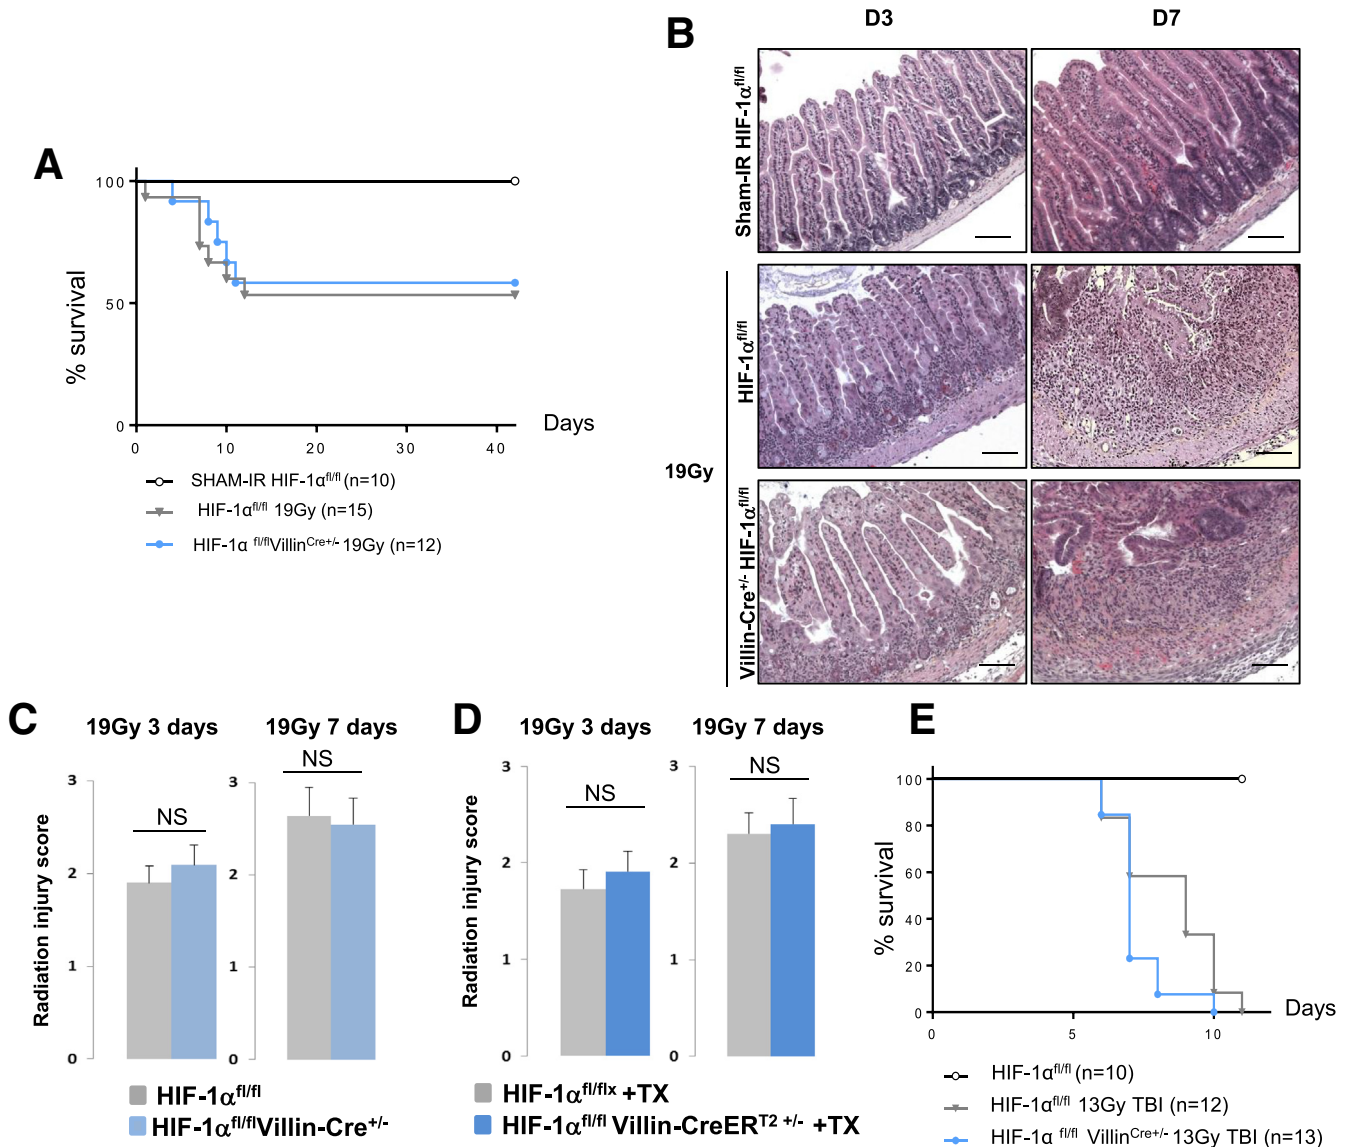 A
100
50
0
% survival
0 10 20 30 40
Days
SHAM-IR HIF-1α^fl/fl (n=10)
HIF-1α^fl/fl 19Gy (n=15)
HIF-1α ^fl/fl Villin^Cre+/- 19Gy (n=12)
B
D3 D7
Sham-IR HIF-1α^fl/fl
HIF-1α^fl/fl
Villin-Cre^+/- HIF-1α^fl/fl
19Gy
C
19Gy 3 days 19Gy 7 days
Radiation injury score
3
2
1
0
NS
3
2
1
0
NS
HIF-1α^fl/fl
HIF-1α^fl/fl Villin-Cre^+/-
D
19Gy 3 days 19Gy 7 days
Radiation injury score
3
2
1
0
NS
3
2
1
0
NS
HIF-1α^fl/flx +TX
HIF-1α^fl/fl Villin-CreER^T2 +/- +TX
E
100
80
60
40
20
0
% survival
0 5 10
Days
HIF-1α^fl/fl (n=10)
HIF-1α^fl/fl 13Gy TBI (n=12)
HIF-1α ^fl/fl Villin^Cre+/- 13Gy TBI (n=13)